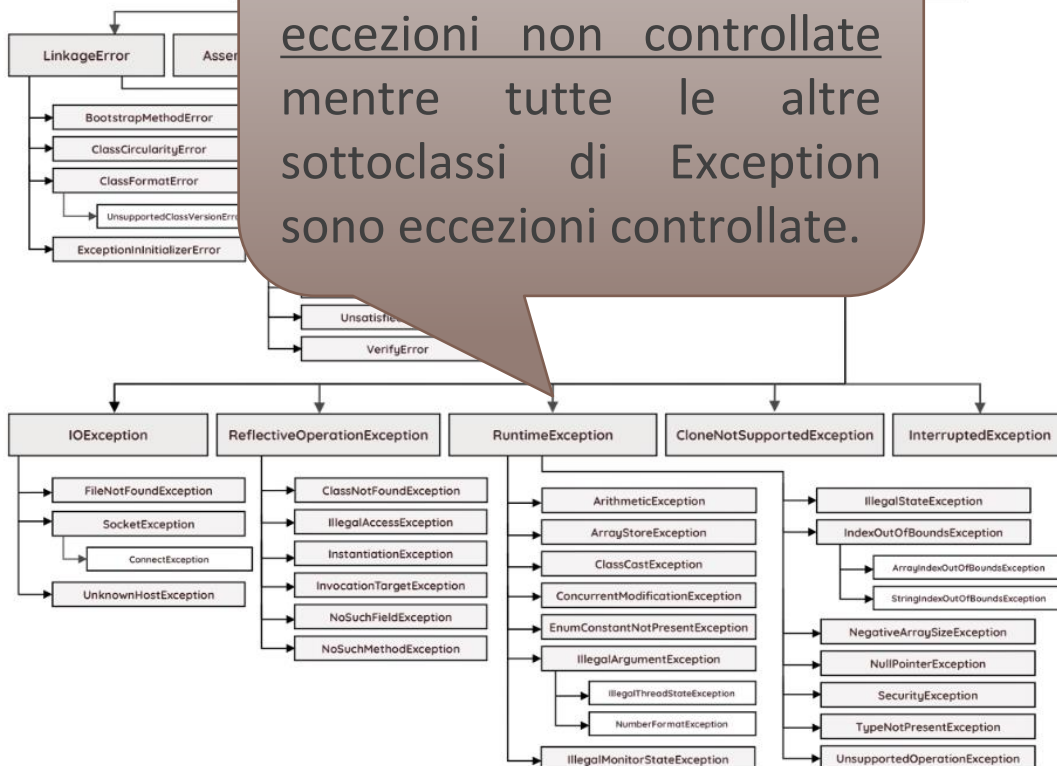 eccezioni non controllate
mentre tutte le altre
sottoclassi di Exception
sono eccezioni controllate.
LinkageError
BootstrapMethodError
ClassCircularityError
ClassFormatError
ExceptionInInitializerError
VerifyError
IOException
FileNotFoundException
SocketException
ConnectException
UnknownHostException
ReflectiveOperationException
ClassNotFoundException
IllegalAccessException
InstantiationException
InvocationTargetException
NoSuchFieldException
NoSuchMethodException
RuntimeException
ArithmeticException
ArrayStoreException
ClassCastException
ConcurrentModificationException
EnumConstantNotPresentException
IllegalArgumentException
IllegalThreadStateException
NumberFormatException
IllegalMonitorStateException
IllegalStateException
IndexOutOfBoundsException
ArrayIndexOutOfBoundsException
StringIndexOutOfBoundsException
NegativeArraySizeException
NullPointerException
SecurityException
TypeNotPresentException
UnsupportedOperationException
CloneNotSupportedException
InterruptedException